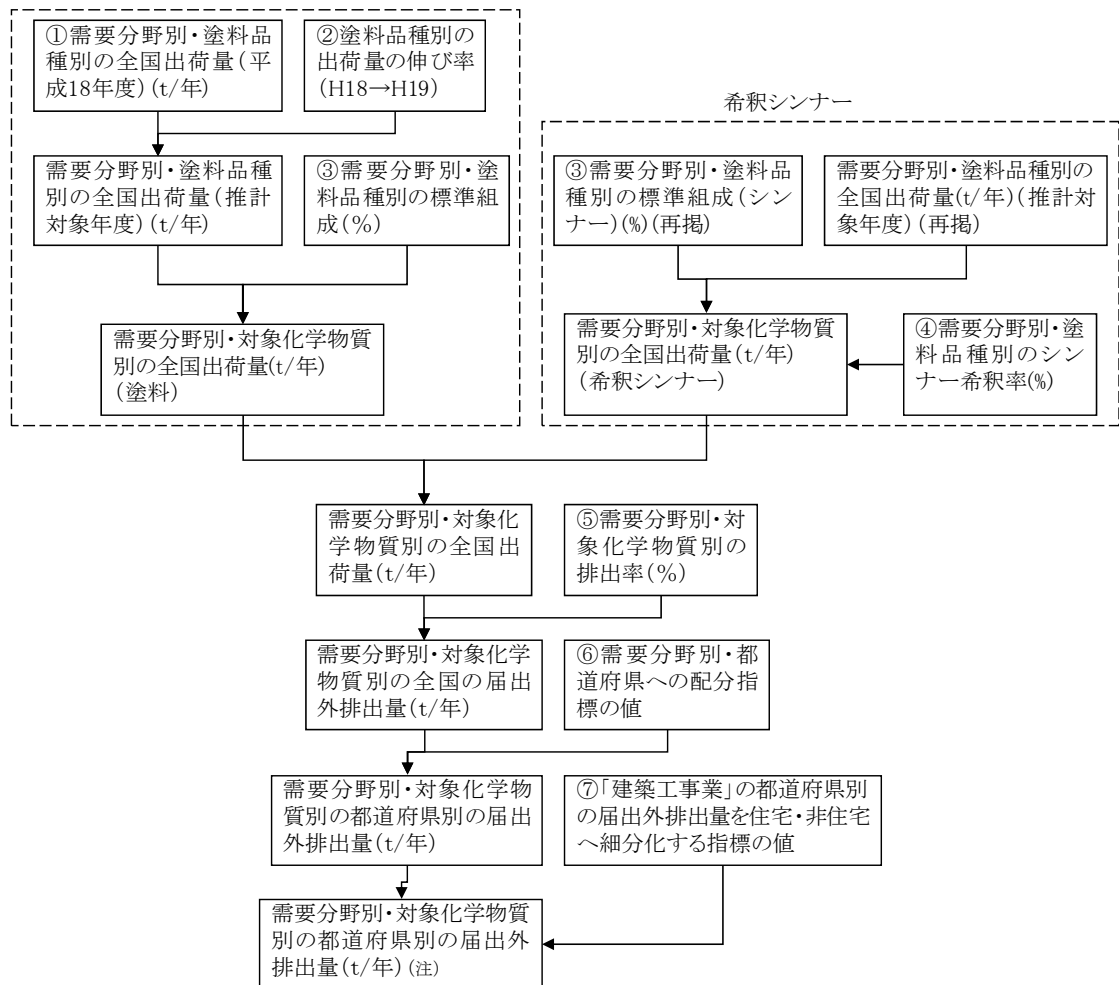 ①需要分野別・塗料品
種別の全国出荷量(平
成18年度)(t/年)
②塗料品種別の
出荷量の伸び率
(H18→H19)
需要分野別・塗料品種
別の全国出荷量(推計
対象年度)(t/年)
③需要分野別・塗
料品種別の標準組
成(%)
需要分野別・対象化学物質
別の全国出荷量(t/年)
(塗料)
希釈シンナー
③需要分野別・塗料品
種別の標準組成(シン
ナー)(%)(再掲)
需要分野別・塗料品種別の
全国出荷量(t/年)(推計対
象年度)(再掲)
需要分野別・対象化学物質
別の全国出荷量(t/年)
(希釈シンナー)
④需要分野別・塗
料品種別のシン
ナー希釈率(%)
需要分野別・対象化
学物質別の全国出
荷量(t/年)
⑤需要分野別・対
象化学物質別の
排出率(%)
需要分野別・対象化学
物質別の全国の届出
外排出量(t/年)
⑥需要分野別・都
道府県への配分指
標の値
需要分野別・対象化学物
質別の都道府県別の届出
外排出量(t/年)
⑦「建築工事業」の都道府県別
の届出外排出量を住宅・非住宅
へ細分化する指標の値
需要分野別・対象化学物質
別の都道府県別の届出外
排出量(t/年)(注)